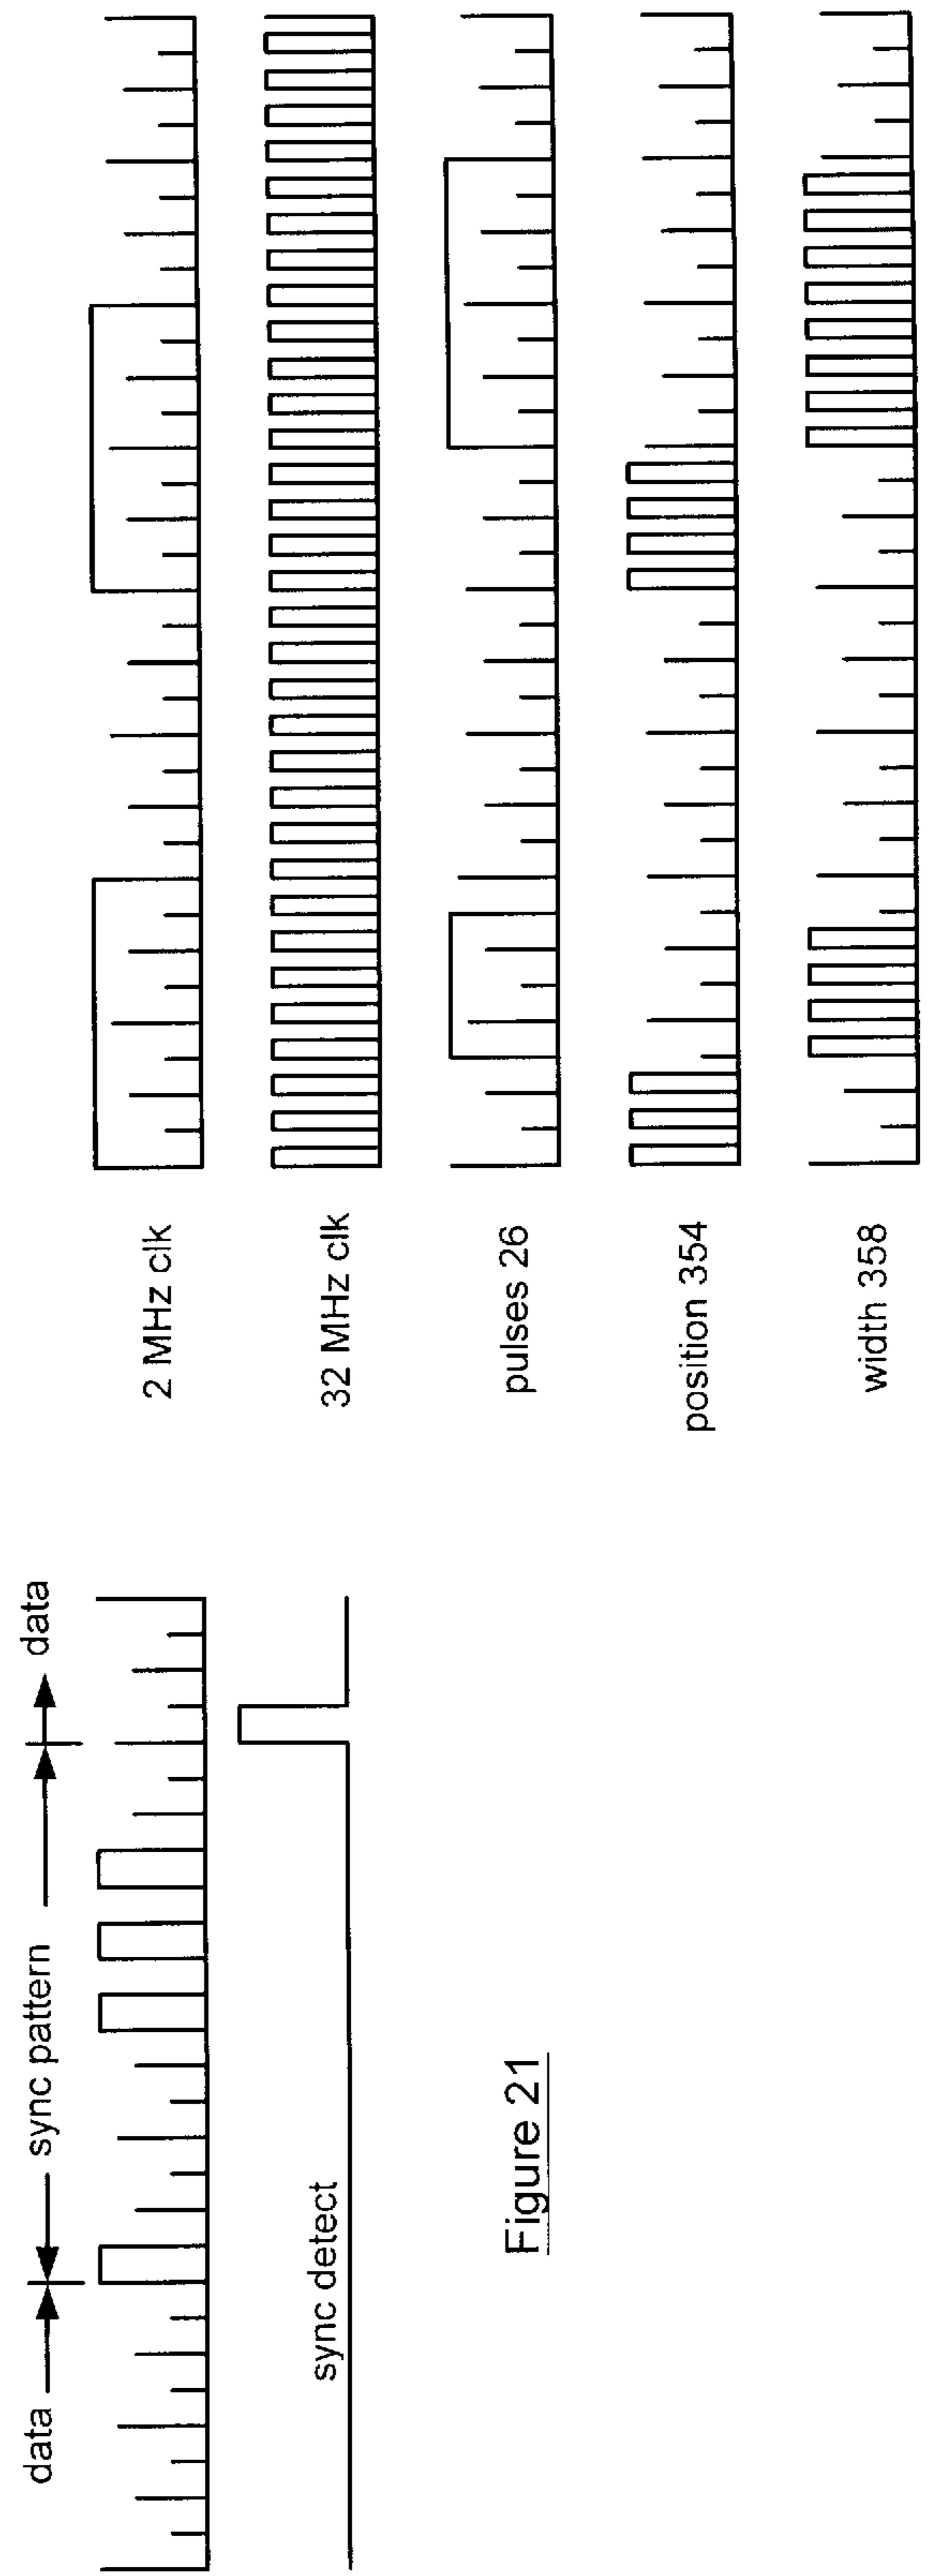 data sync pattern data
sync detect
Figure 21
2 MHz clk
32 MHz clk
pulses 26
position 354
width 358